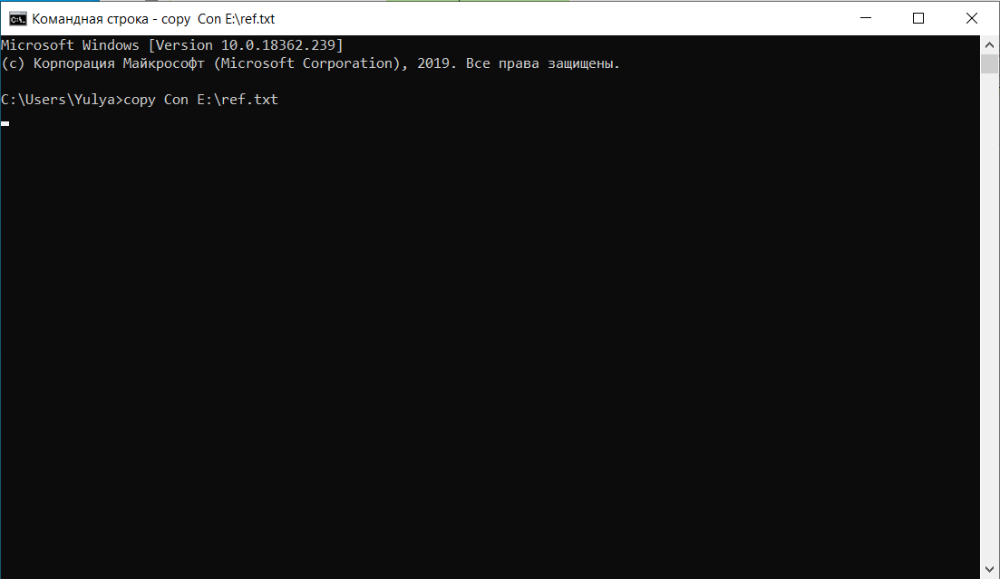 Командная строка - copy  Con E:\ref.txt
Microsoft Windows [Version 10.0.18362.239]
(c) Корпорация Майкрософт (Microsoft Corporation), 2019. Все права защищены.
C:\Users\Yulya>copy Con E:\ref.txt